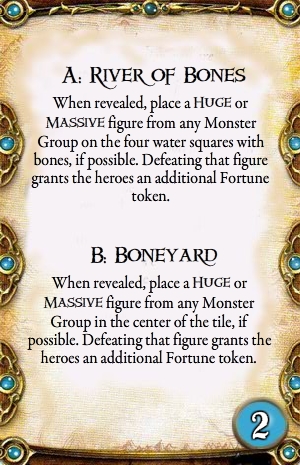 A: River of Bones
When revealed, place a Huge or
Massive figure from any Monster
Group on the four water squares with
bones, if possible. Defeating that figure
grants the heroes an additional Fortune
token.
B: Boneyard
When revealed, place a Huge or
Massive figure from any Monster
Group in the center of the tile, if
possible. Defeating that figure grants the
heroes an additional Fortune token.
2